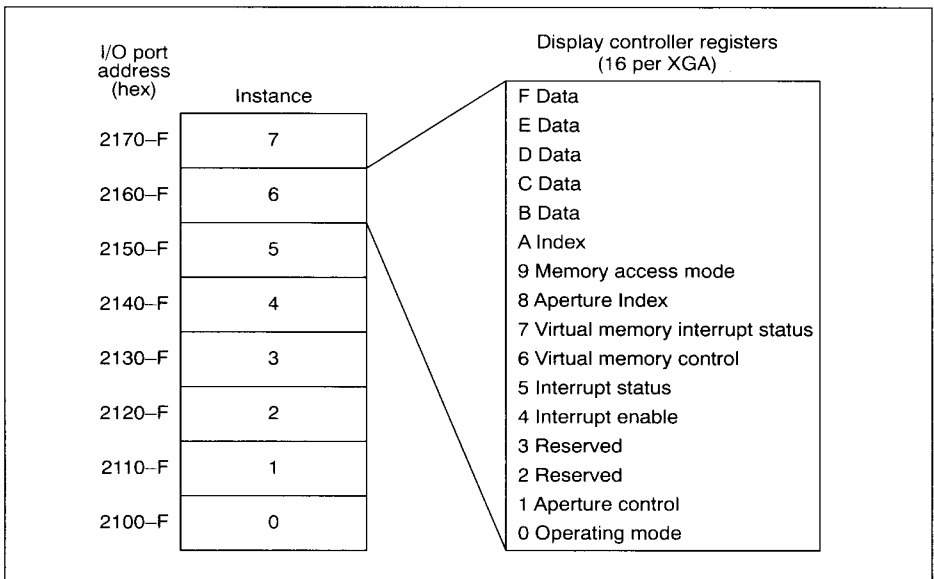 I/O port
address
(hex)
Instance
2170–F 7
2160–F 6
2150–F 5
2140–F 4
2130–F 3
2120–F 2
2110–F 1
2100–F 0
Display controller registers
(16 per XGA)
F Data
E Data
D Data
C Data
B Data
A Index
9 Memory access mode
8 Aperture Index
7 Virtual memory interrupt status
6 Virtual memory control
5 Interrupt status
4 Interrupt enable
3 Reserved
2 Reserved
1 Aperture control
0 Operating mode